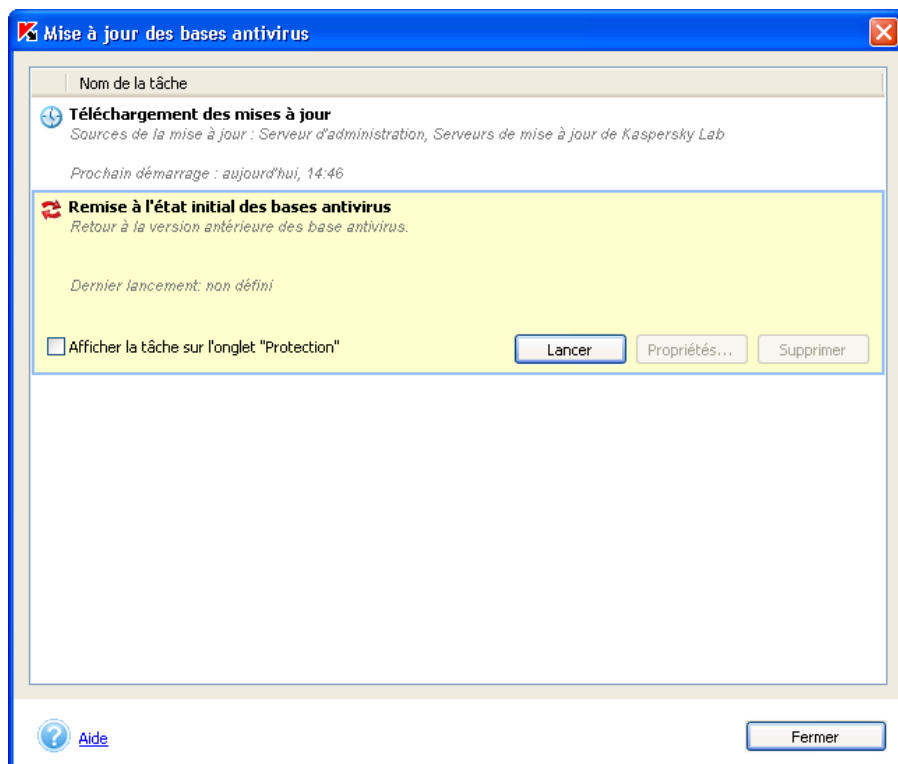 Mise à jour des bases antivirus
Nom de la tâche
Téléchargement des mises à jour
Sources de la mise à jour : Serveur d'administration, Serveurs de mise à jour de Kaspersky Lab
Prochain démarrage : aujourd'hui, 14:46
Remise à l'état initial des bases antivirus
Retour à la version antérieure des base antivirus.
Dernier lancement: non défini
Afficher la tâche sur l'onglet "Protection"
Lancer
Propriétés...
Supprimer
Aide
Fermer